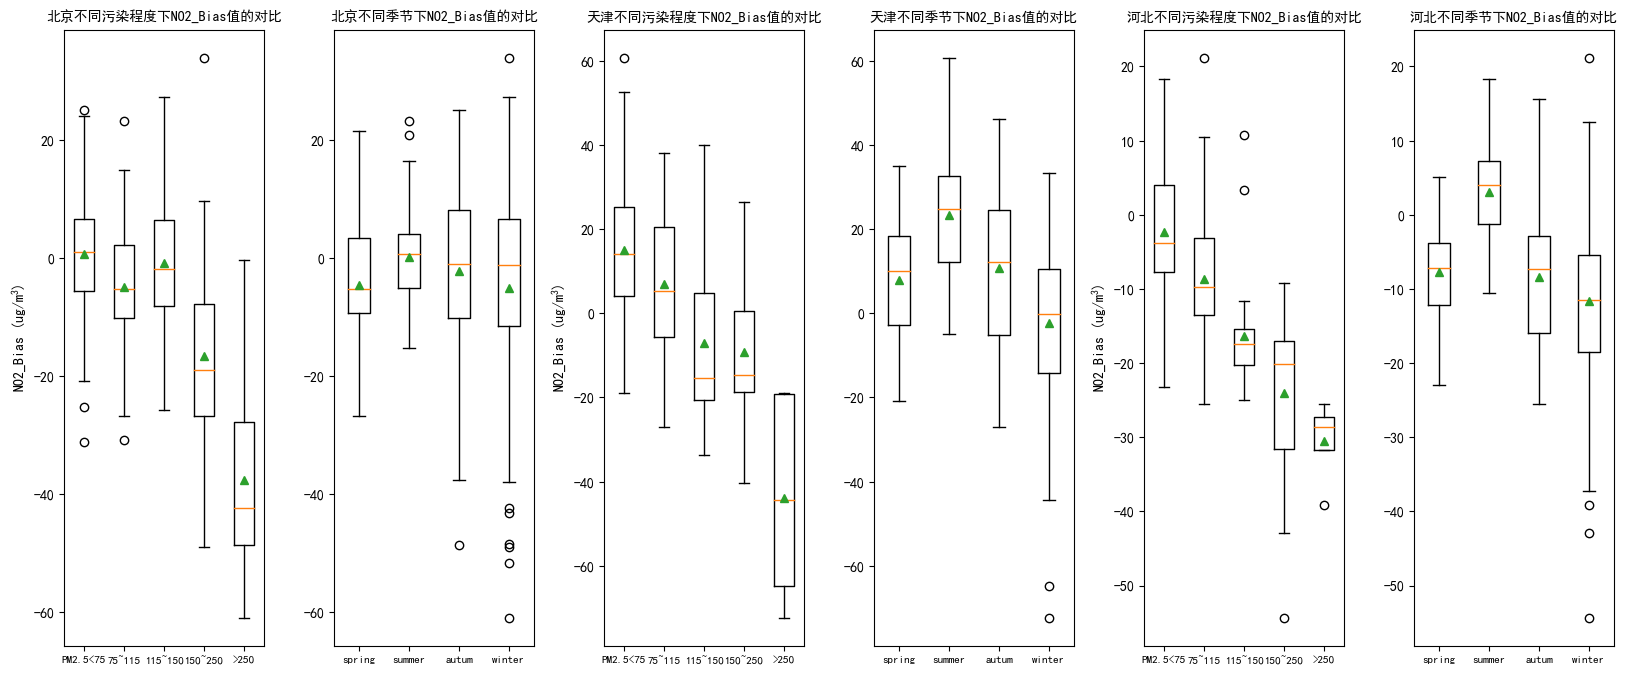 北京不同污染程度下NO2_Bias值的对比
NO2_Bias (ug/m³)
20
0
−20
−40
−60
PM2.5<75 75~115 115~150 150~250 >250
北京不同季节下NO2_Bias值的对比
20
0
−20
−40
−60
spring summer autum winter
天津不同污染程度下NO2_Bias值的对比
NO2_Bias (ug/m³)
60
40
20
0
−20
−40
−60
PM2.5<75 75~115 115~150 150~250 >250
天津不同季节下NO2_Bias值的对比
60
40
20
0
−20
−40
−60
spring summer autum winter
河北不同污染程度下NO2_Bias值的对比
NO2_Bias (ug/m³)
20
10
0
−10
−20
−30
−40
−50
PM2.5<75 75~115 115~150 150~250 >250
河北不同季节下NO2_Bias值的对比
20
10
0
−10
−20
−30
−40
−50
spring summer autum winter